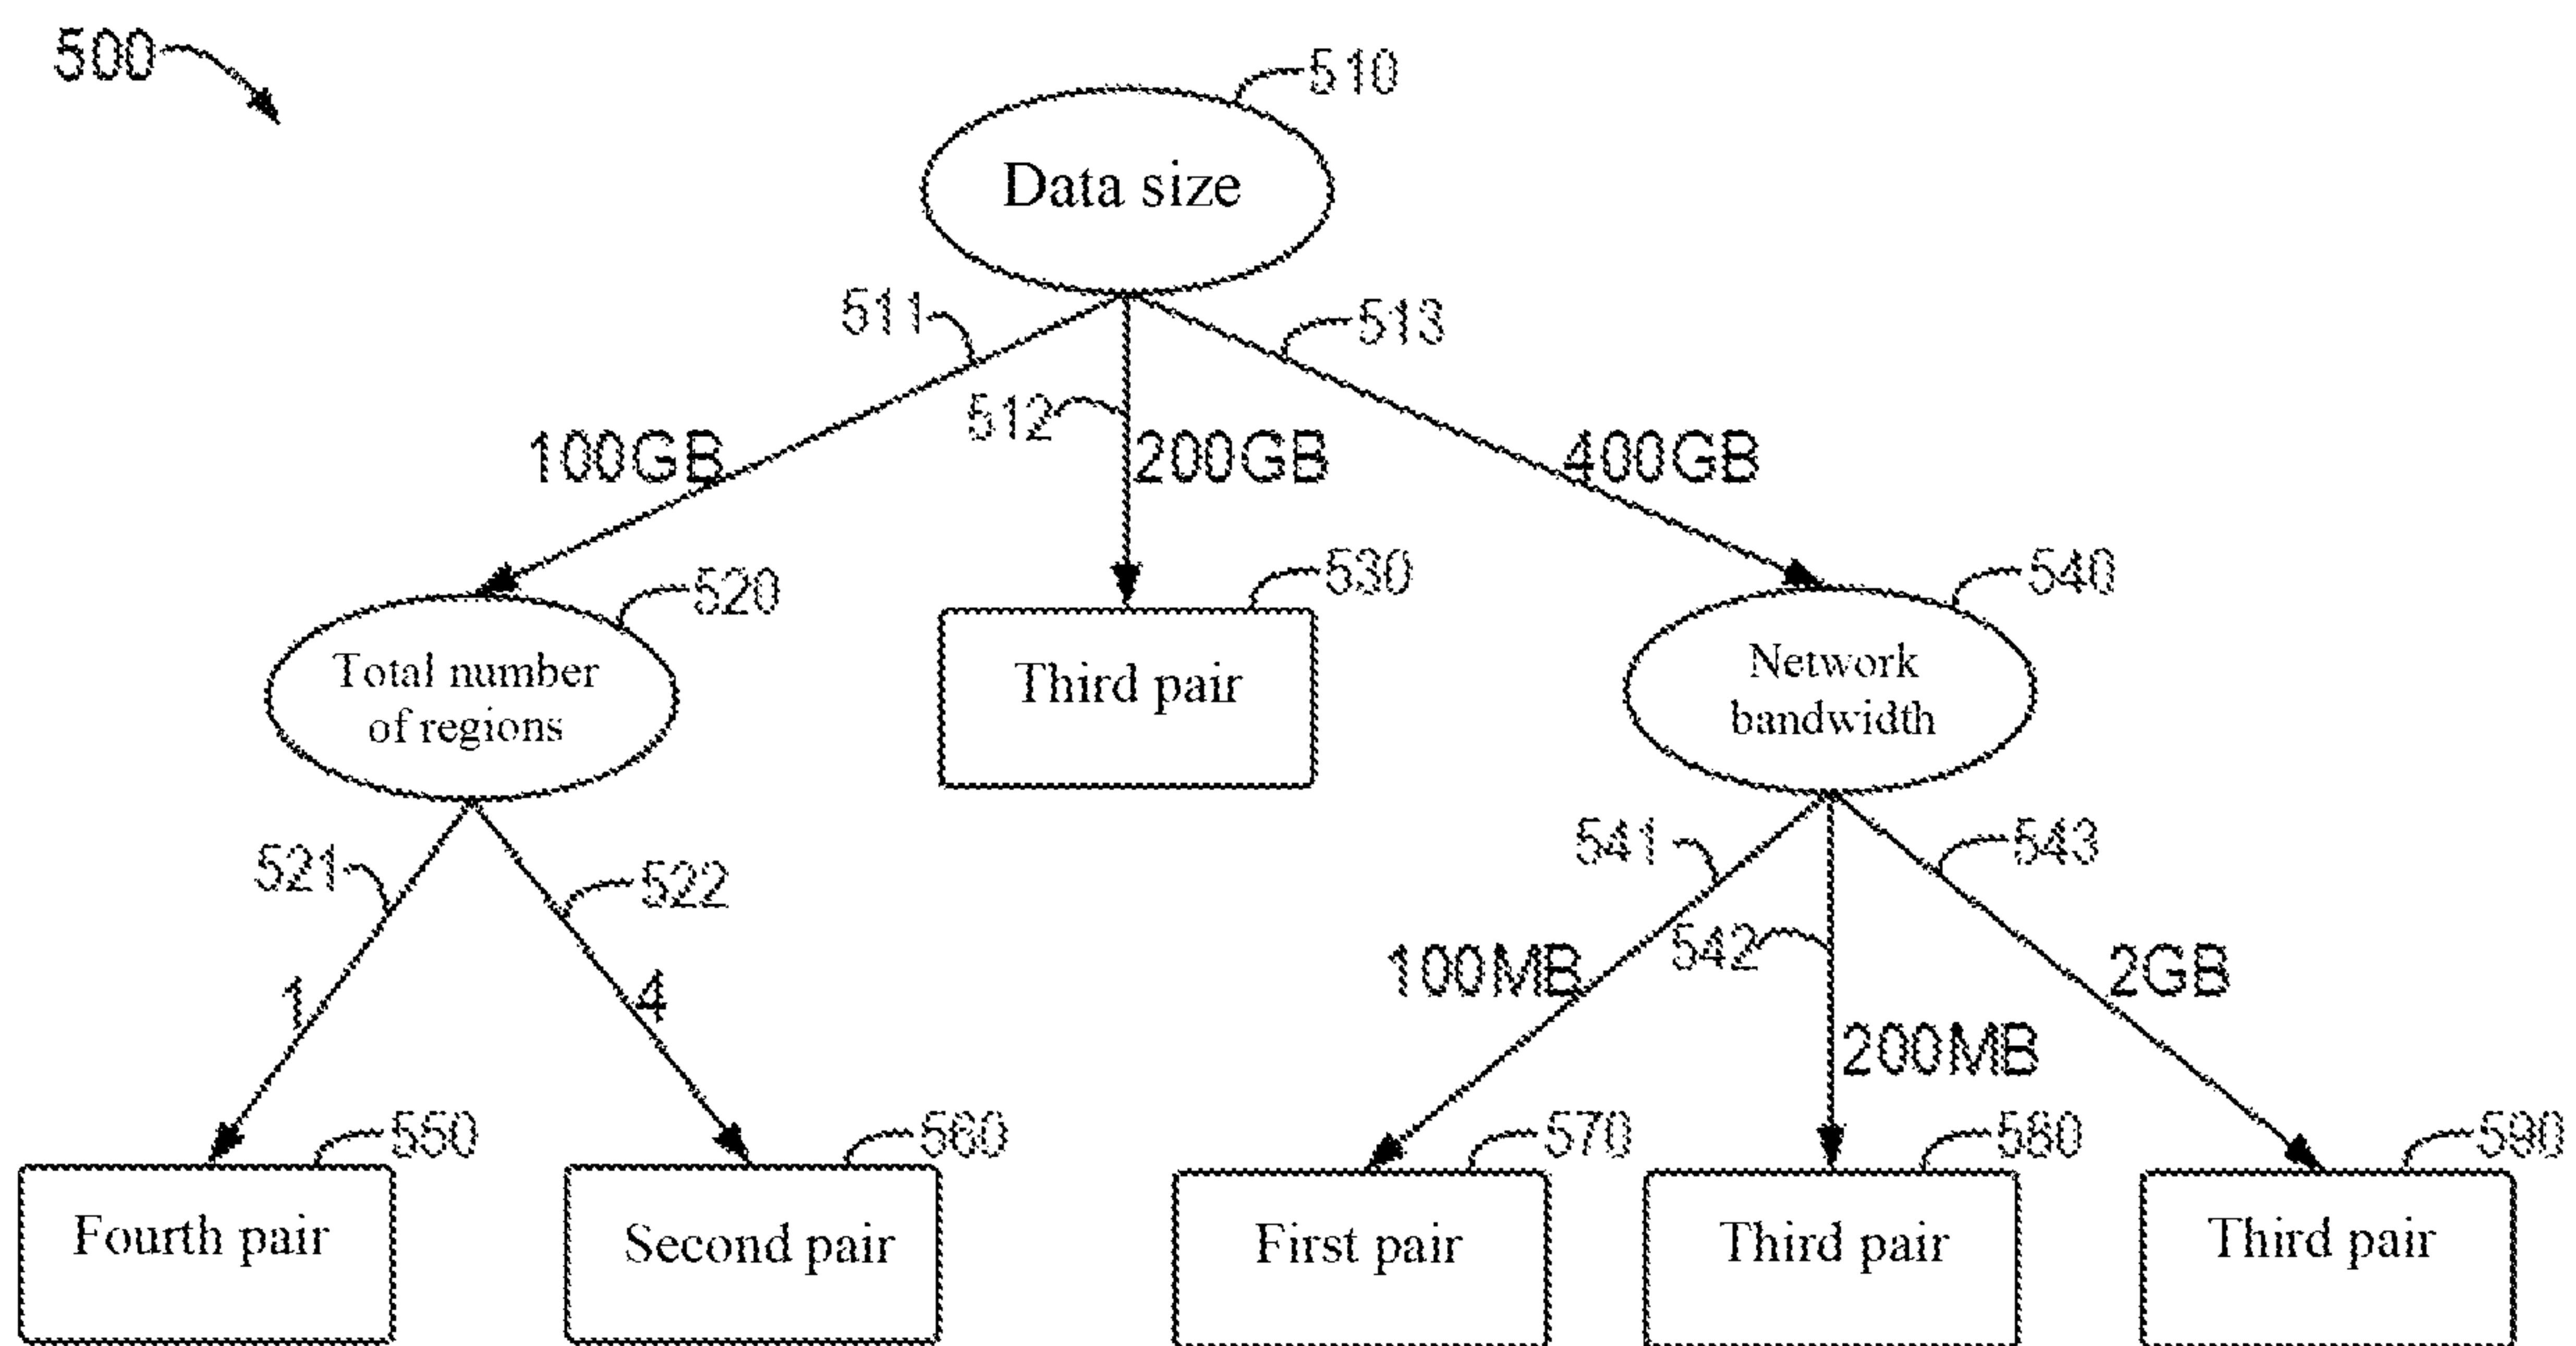 500
510
Data size
511
513
512
100GB
200GB
400GB
520
530
540
Total number
of regions
Third pair
Network
bandwidth
521
522
541
543
542
1
4
100MB
2GB
200MB
550
560
570
580
590
Fourth pair
Second pair
First pair
Third pair
Third pair